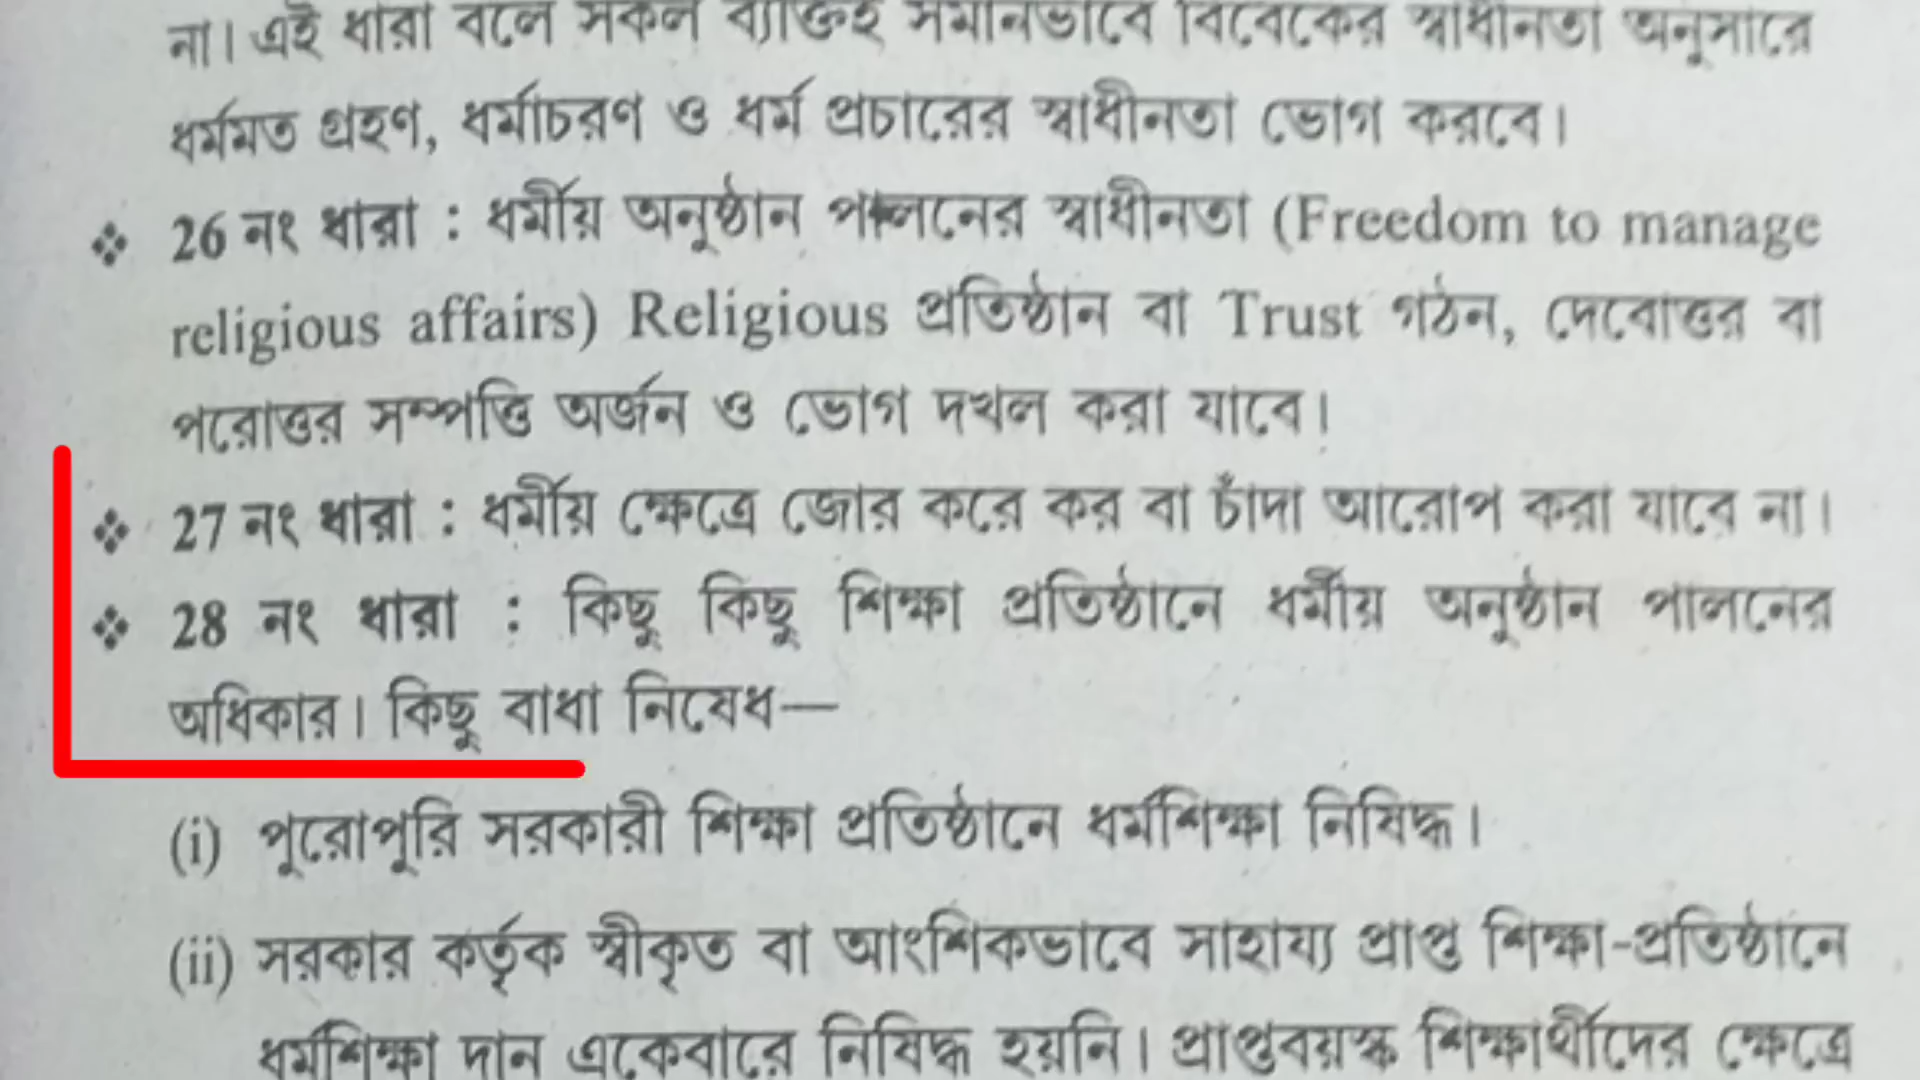 না। এই ধারা বলে সকল ব্যক্তিই সমানভাবে বিবেকের স্বাধীনতা অনুসারে
ধর্মমত গ্রহণ, ধর্মাচরণ ও ধর্ম প্রচারের স্বাধীনতা ভোগ করবে।
❖ 26 নং ধারা : ধর্মীয় অনুষ্ঠান পালনের স্বাধীনতা (Freedom to manage
religious affairs) Religious প্রতিষ্ঠান বা Trust গঠন, দেবোত্তর বা
পরোত্তর সম্পত্তি অর্জন ও ভোগ দখল করা যাবে।
❖ 27 নং ধারা : ধর্মীয় ক্ষেত্রে জোর করে কর বা চাঁদা আরোপ করা যাবে না।
❖ 28 নং ধারা : কিছু কিছু শিক্ষা প্রতিষ্ঠানে ধর্মীয় অনুষ্ঠান পালনের
অধিকার। কিছু বাধা নিষেধ—
(i) পুরোপুরি সরকারী শিক্ষা প্রতিষ্ঠানে ধর্মশিক্ষা নিষিদ্ধ।
(ii) সরকার কর্তৃক স্বীকৃত বা আংশিকভাবে সাহায্য প্রাপ্ত শিক্ষা-প্রতিষ্ঠানে
ধর্মশিক্ষা দান একেবারে নিষিদ্ধ হয়নি। প্রাপ্তবয়স্ক শিক্ষার্থীদের ক্ষেত্রে